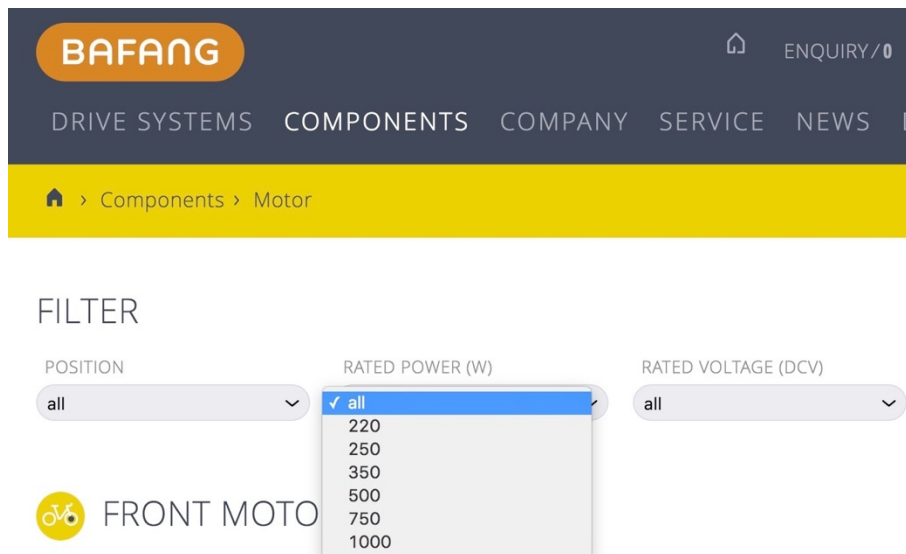 BAFANG
ENQUIRY/0
DRIVE SYSTEMS COMPONENTS COMPANY SERVICE NEWS
> Components > Motor
FILTER
POSITION RATED POWER (W) RATED VOLTAGE (DCV)
all ✓ all all
220
250
350
500
FRONT MOTO
750
1000